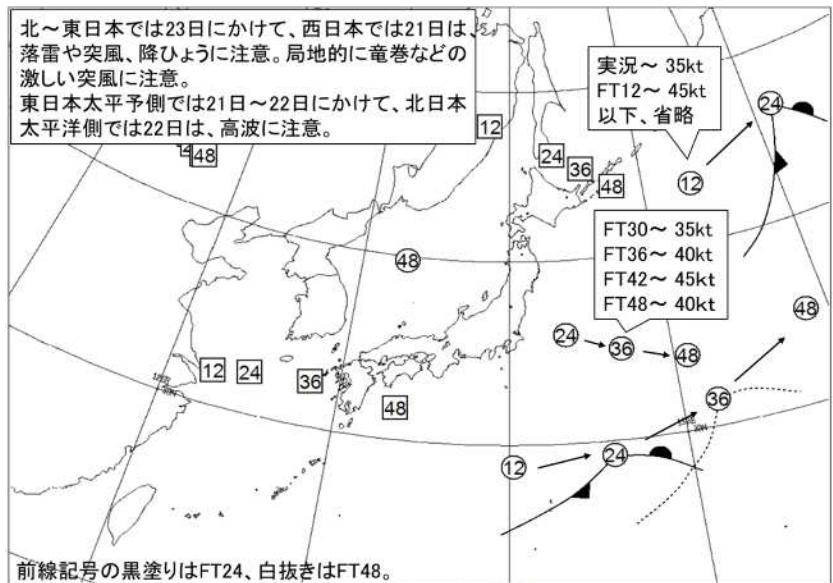 北～東日本では23日にかけて、西日本では21日は、
落雷や突風、降ひょうに注意。局地的に竜巻などの
激しい突風に注意。
東日本太平予側では21日～22日にかけて、北日本
太平洋側では22日は、高波に注意。
実況～ 35kt
FT12～ 45kt
以下、省略
24
12
48
24
36
48
12
FT30～ 35kt
FT36～ 40kt
FT42～ 45kt
FT48～ 40kt
48
48
24
36
48
12
24
36
48
36
12
24
前線記号の黒塗りはFT24、白抜きはFT48。